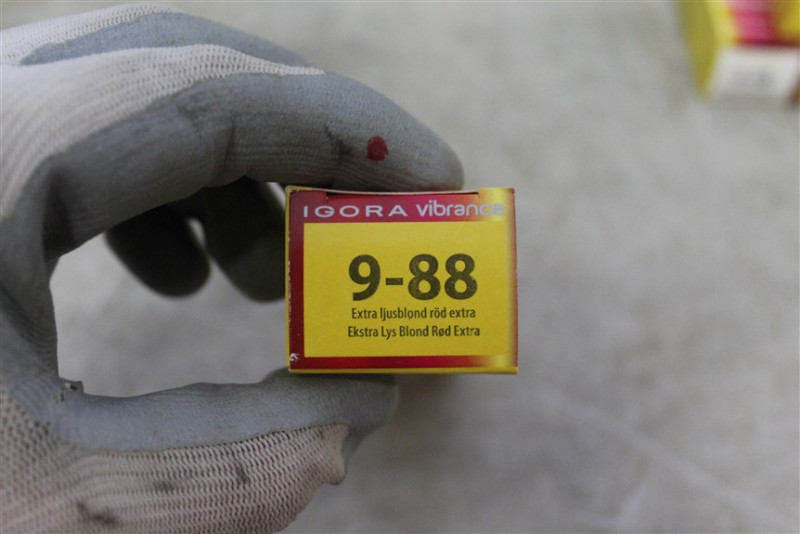 IGORA vibrance
9-88
Extra ljusblond röd extra
Ekstra Lys Blond Rød Extra